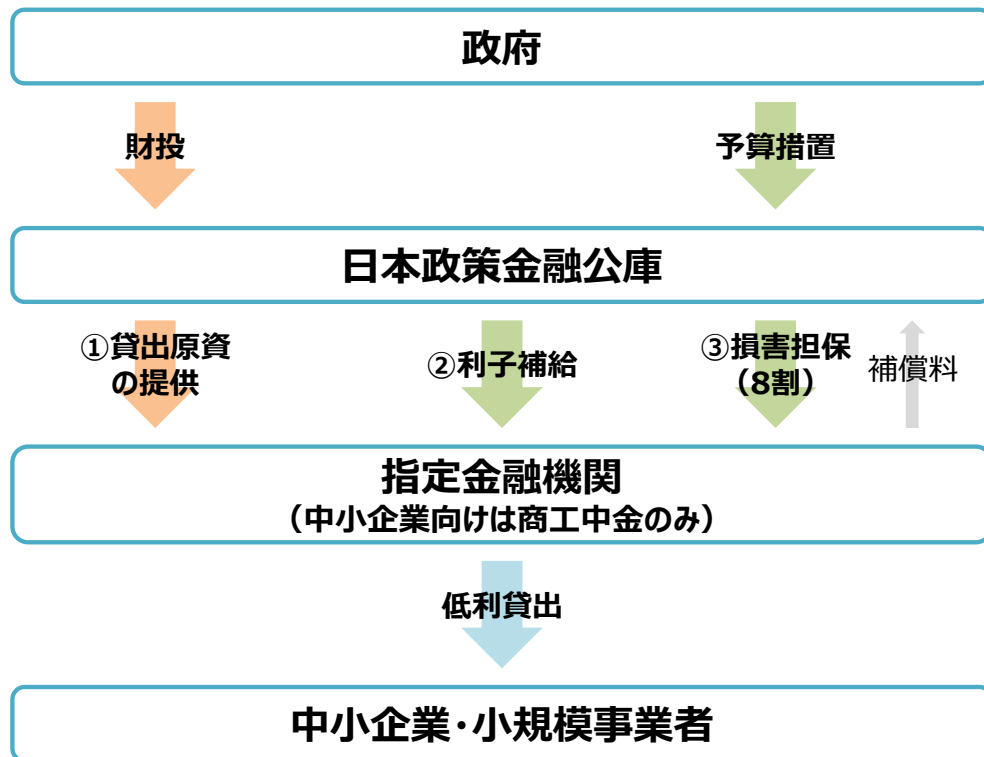 政府
財投
予算措置
日本政策金融公庫
①貸出原資
の提供
②利子補給
③損害担保
（8割）
補償料
指定金融機関
（中小企業向けは商工中金のみ）
低利貸出
中小企業・小規模事業者